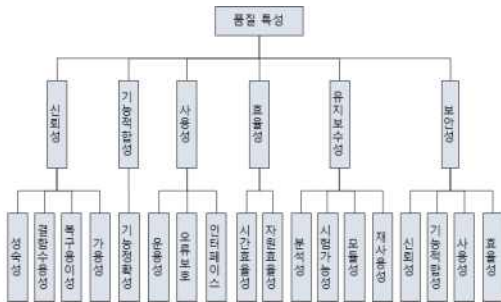 품질 특성
신뢰성
기능적합성
사용성
효율성
유지보수성
보안성
성숙성
결함수용성
복구용이성
가용성
기능정확성
운용성
오류보호
인터페이스
시간효율성
자원효율성
분석성
시험가능성
모듈성
재사용성
신뢰성
기능적합성
사용성
효율성